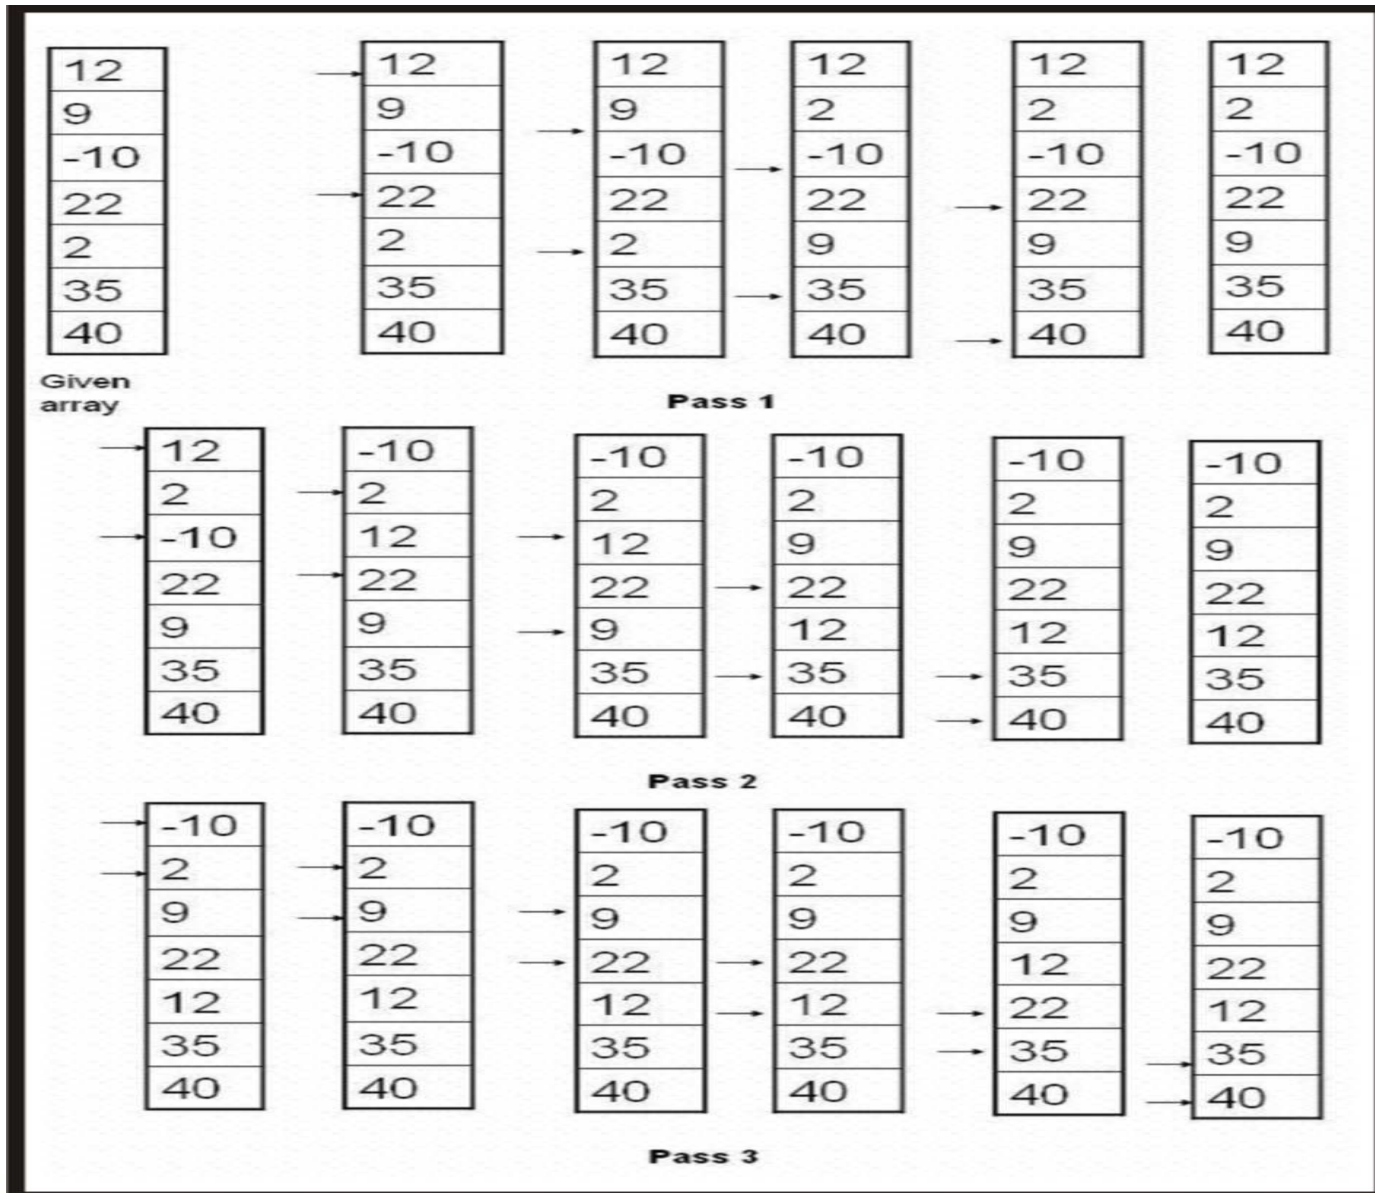 12 12 12 12 12 12
9 9 9 2 2 2
-10 -10 -10 -10 -10 -10
22 22 22 22 22 22
2 2 2 9 9 9
35 35 35 35 35 35
40 40 40 40 40 40
Given
array
Pass 1
12 -10 -10 -10 -10 -10
2 2 2 2 2 2
-10 12 12 9 9 9
22 22 22 22 22 22
9 9 9 12 12 12
35 35 35 35 35 35
40 40 40 40 40 40
Pass 2
-10 -10 -10 -10 -10 -10
2 2 2 2 2 2
9 9 9 9 9 9
22 22 22 22 12 22
12 12 12 12 22 12
35 35 35 35 35 35
40 40 40 40 40 40
Pass 3